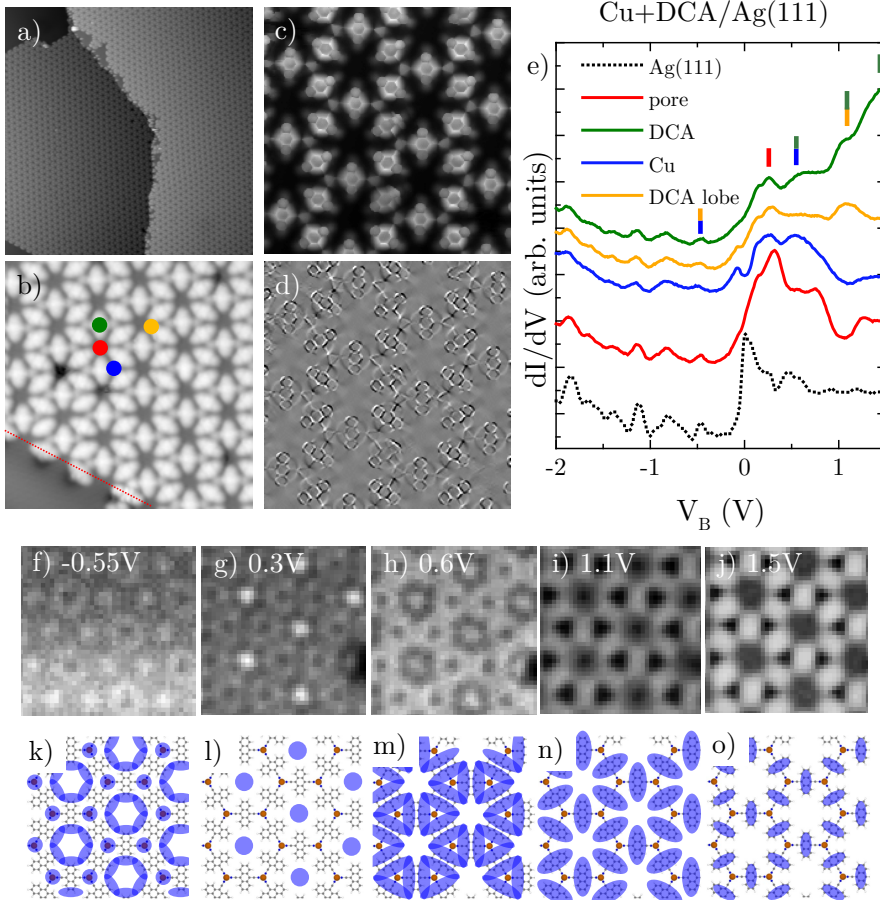 Cu+DCA/Ag(111)
a)
c)
e)
Ag(111)
pore
DCA
Cu
DCA lobe
b)
d)
dI/dV (arb. units)
-2 -1 0 1
V_B (V)
f) -0.55V
g) 0.3V
h) 0.6V
i) 1.1V
j) 1.5V
k)
l)
m)
n)
o)